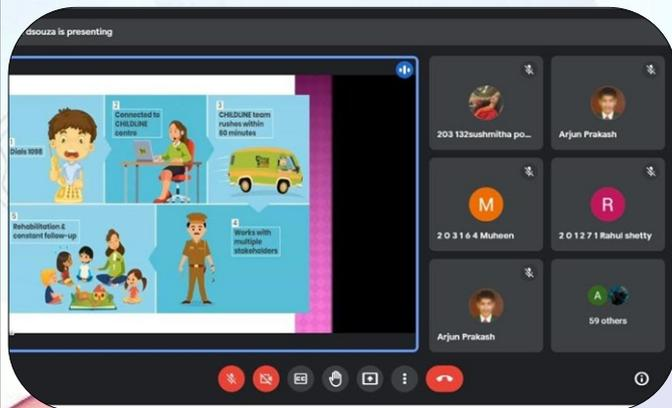 dsouza is presenting
1
Dials 1098
2
Connected to
CHILDLINE
centre
3
CHILDLINE team
rushes within
60 minutes
4
Works with
multiple
stakeholders
5
Rehabilitation &
constant follow-up
203 132sushmitha po...
Arjun Prakash
M
2 0 3 1 6 4 Muheen
R
2 0 1 2 7 1 Rahul shetty
Arjun Prakash
A
59 others
CC